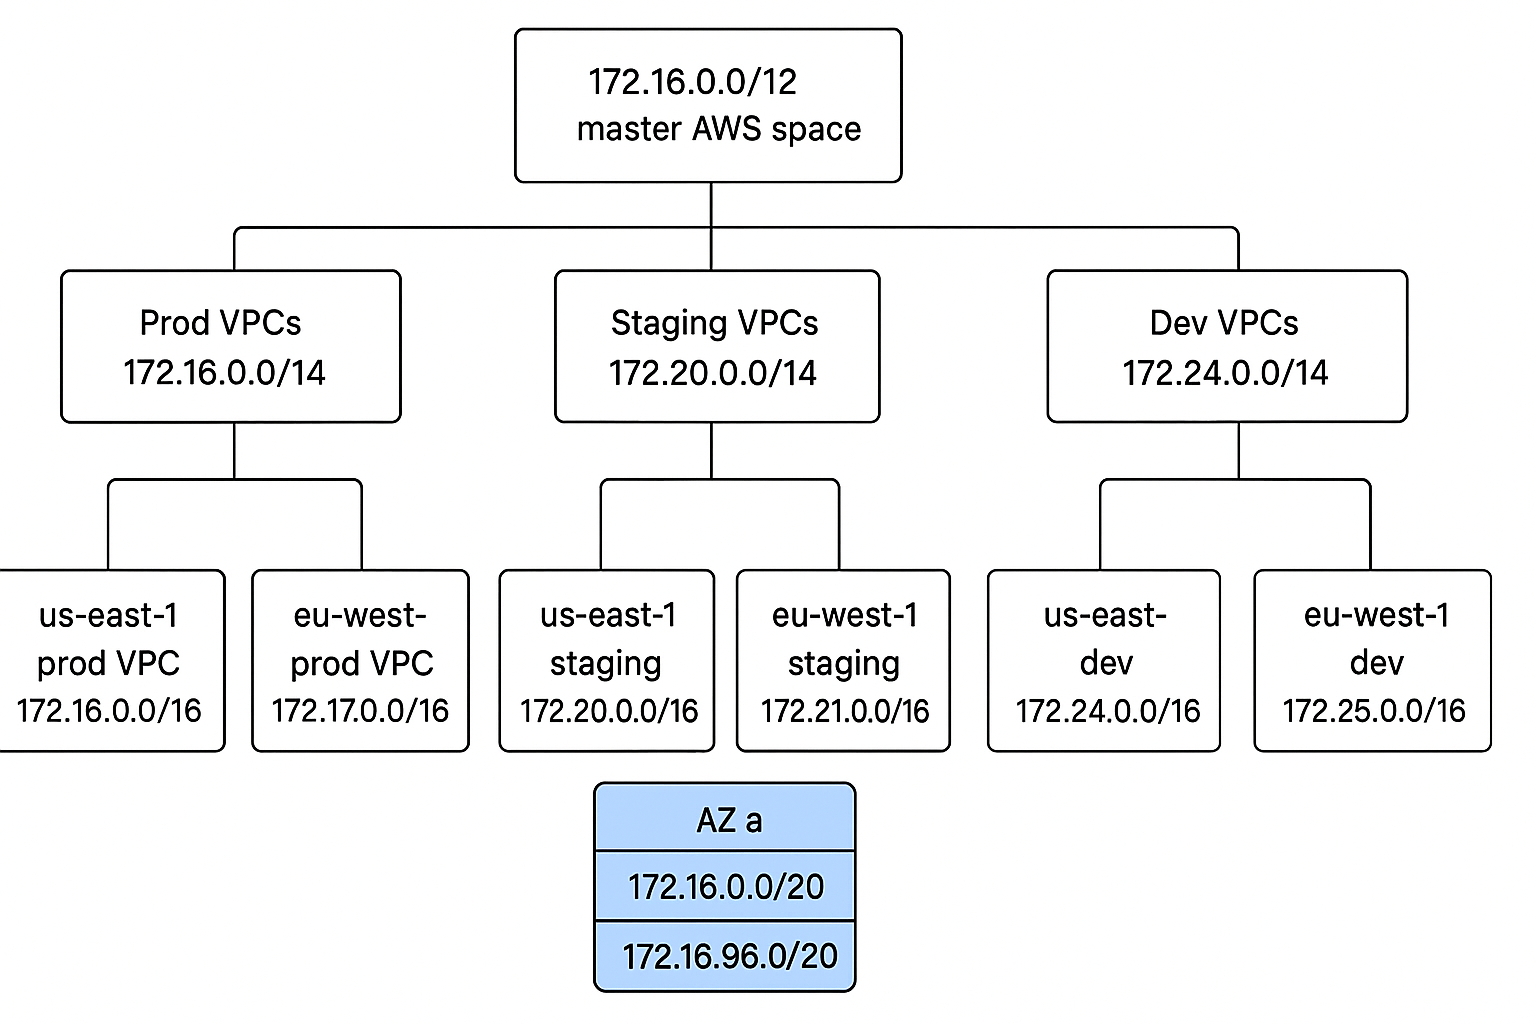 172.16.0.0/12
master AWS space
Prod VPCs
172.16.0.0/14
Staging VPCs
172.20.0.0/14
Dev VPCs
172.24.0.0/14
us-east-1
prod VPC
172.16.0.0/16
eu-west-
prod VPC
172.17.0.0/16
us-east-1
staging
172.20.0.0/16
eu-west-1
staging
172.21.0.0/16
us-east-
dev
172.24.0.0/16
eu-west-1
dev
172.25.0.0/16
AZ a
172.16.0.0/20
172.16.96.0/20